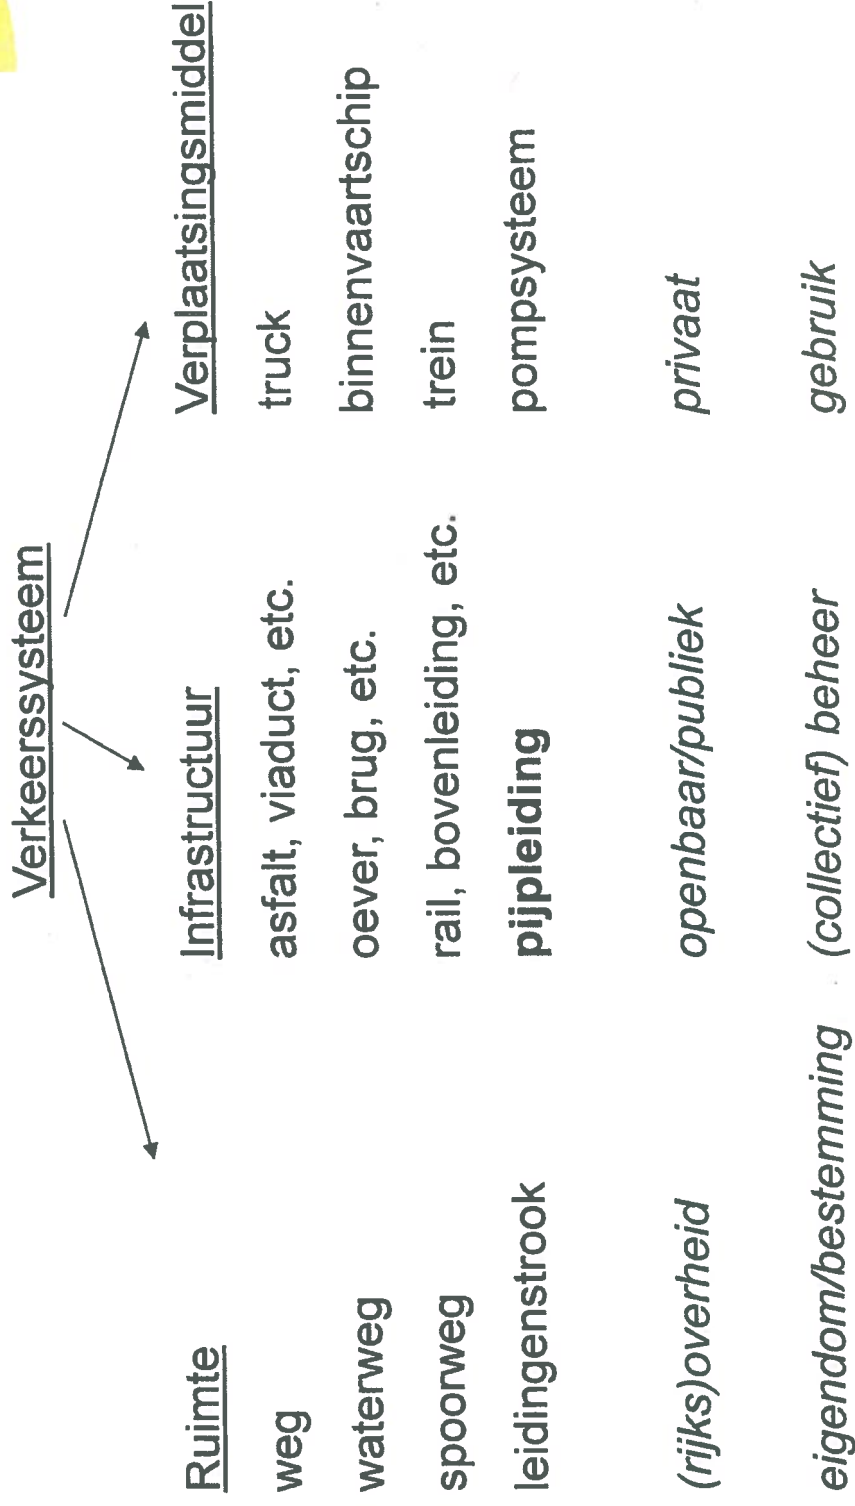 Verkeerssysteem
Ruimte Infrastructuur Verplaatsingsmiddel
weg asfalt, viaduct, etc. truck
waterweg oever, brug, etc. binnenvaartschip
spoorweg rail, bovenleiding, etc. trein
leidingenstrook pijpleiding pompsysteem
(rijks)overheid openbaar/publiek privaat
eigendom/bestemming (collectief) beheer gebruik